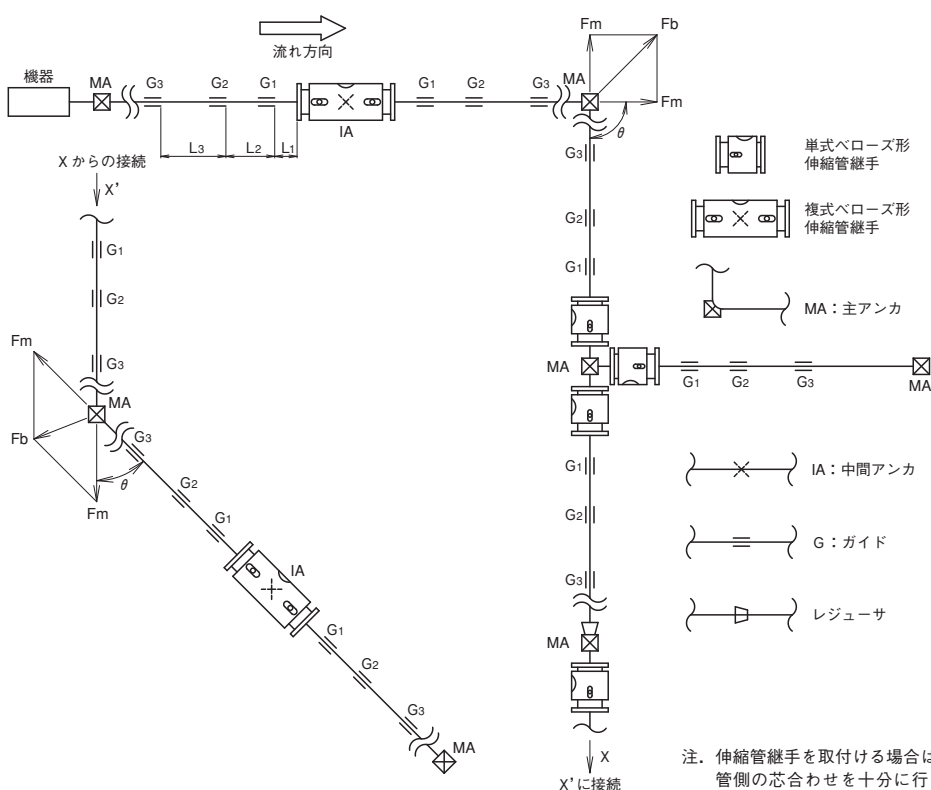 流れ方向
機器
MA
G3
G2
G1
IA
G1
G2
G3
MA
Fm
Fb
Fm
θ
L3
L2
L1
Xからの接続
X'
G1
G2
G3
MA
Fm
Fb
Fm
θ
G3
G2
G1
IA
G1
G2
G3
MA
G3
G2
G1
MA
G1
G2
G3
MA
G1
G2
G3
MA
X
X'に接続
単式ベローズ形
伸縮管継手
複式ベローズ形
伸縮管継手
MA：主アンカ
IA：中間アンカ
G：ガイド
レジューサ
注．伸縮管継手を取付ける場合は
管側の芯合わせを十分に行